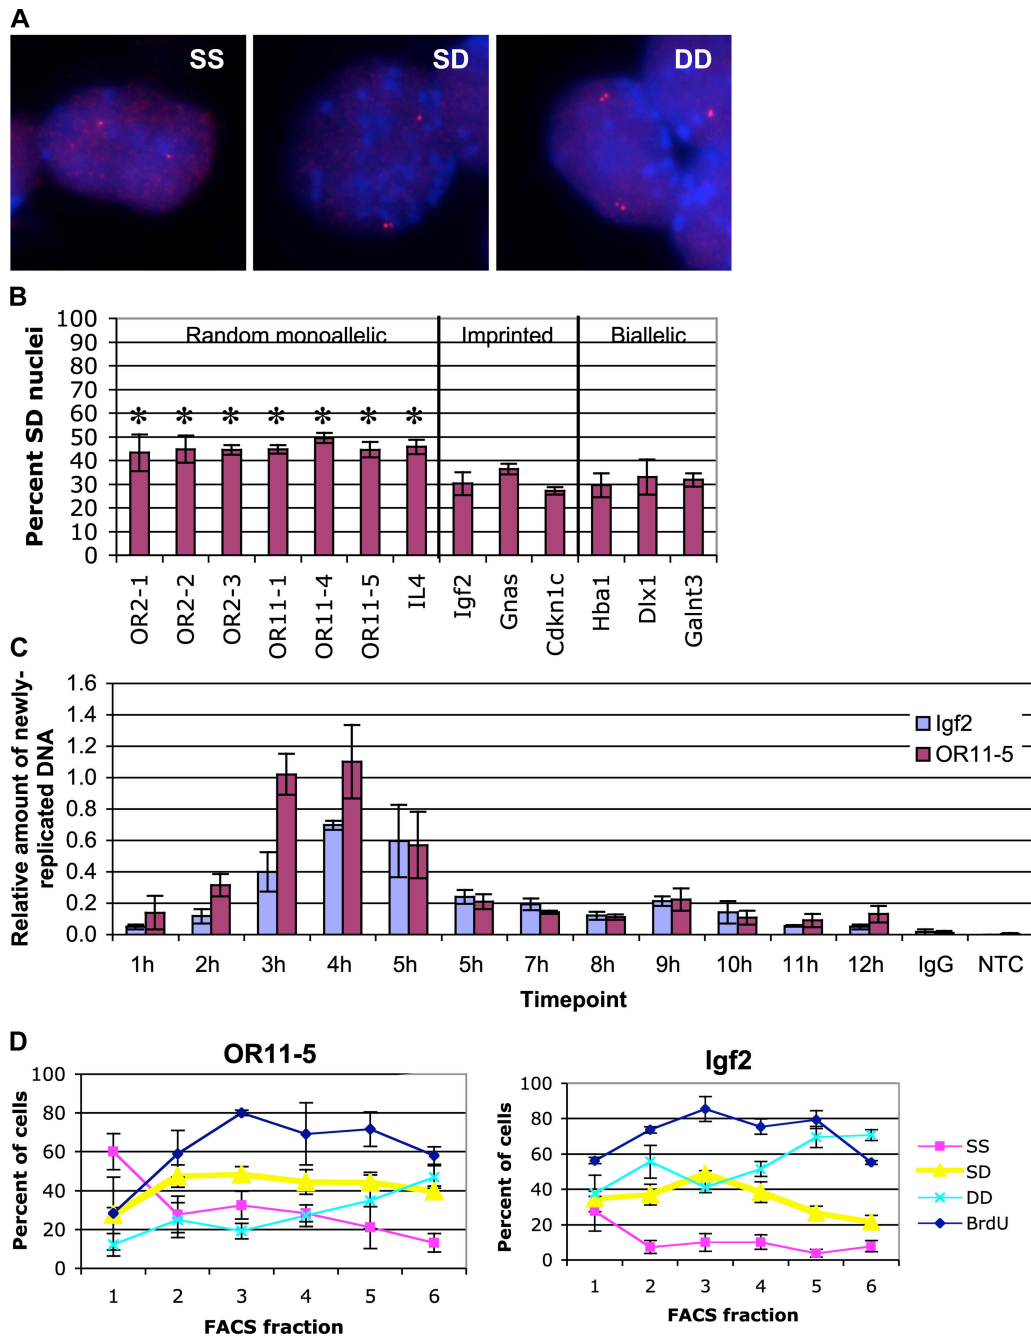 A
SS
SD
DD
B
Percent SD nuclei
100
90
80
70
60
50
40
30
20
10
0
Random monoallelic
Imprinted
Biallelic
* * * * * * *
OR2-1
OR2-2
OR2-3
OR11-1
OR11-4
OR11-5
IL4
Igf2
Gnas
Cdkn1c
Hba1
Dlx1
Galnt3
C
Relative amount of newly-
replicated DNA
1.6
1.4
1.2
1.0
0.8
0.6
0.4
0.2
0.0
Igf2
OR11-5
1h 2h 3h 4h 5h 5h 7h 8h 9h 10h 11h 12h IgG NTC
Timepoint
D
OR11-5
Percent of cells
100
80
60
40
20
0
1 2 3 4 5 6
FACS fraction
Igf2
Percent of cells
100
80
60
40
20
0
1 2 3 4 5 6
FACS fraction
SS
SD
DD
BrdU